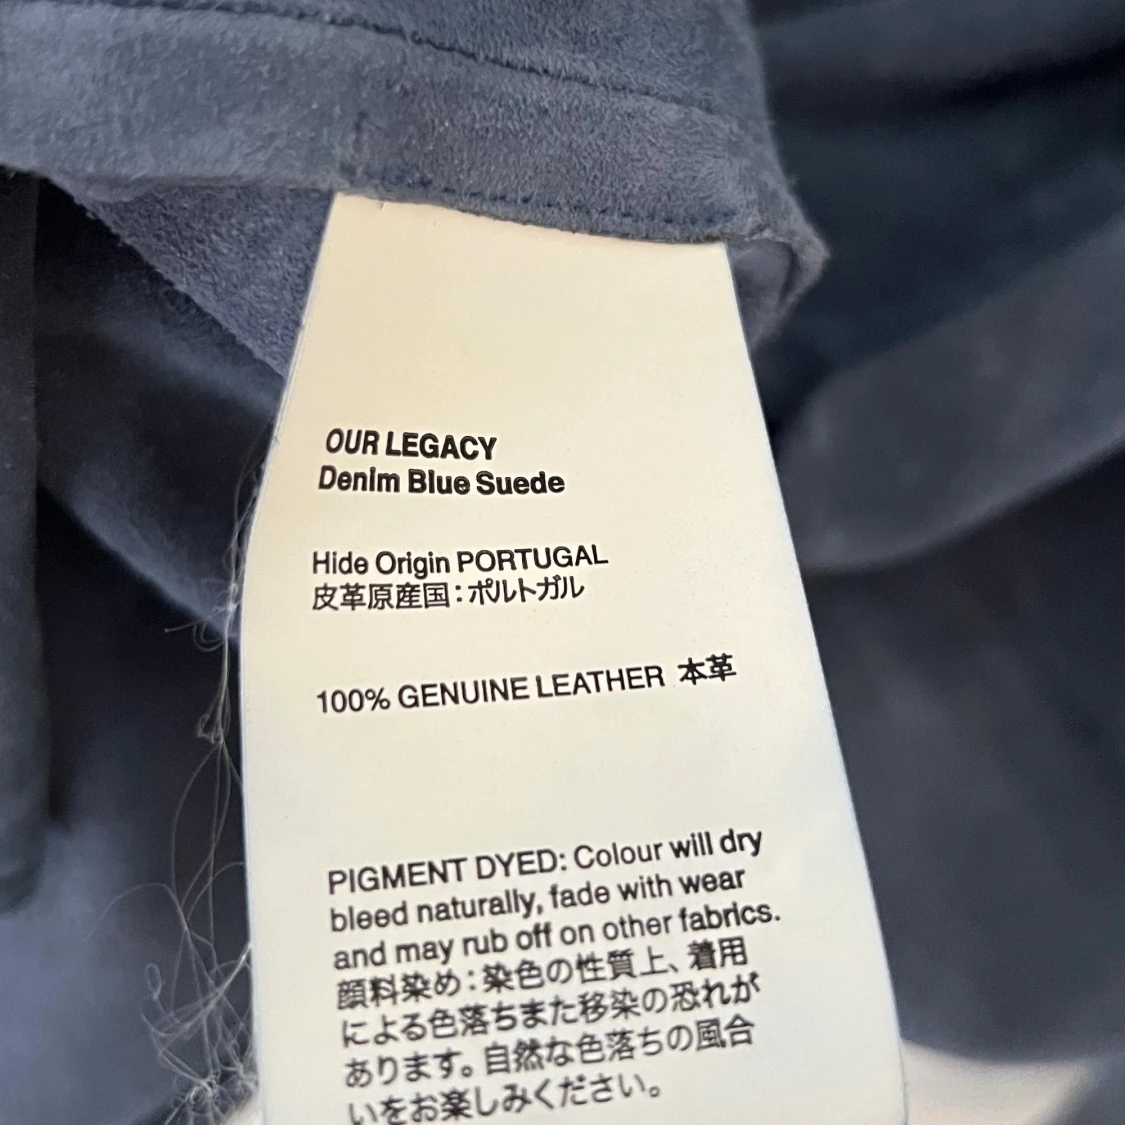 OUR LEGACY
Denim Blue Suede
Hide Origin PORTUGAL
皮革原産国：ポルトガル
100% GENUINE LEATHER 本革
PIGMENT DYED: Colour will dry
bleed naturally, fade with wear
and may rub off on other fabrics.
顔料染め：染色の性質上、着用
による色落ちまた移染の恐れが
あります。自然な色落ちの風合
いをお楽しみください。